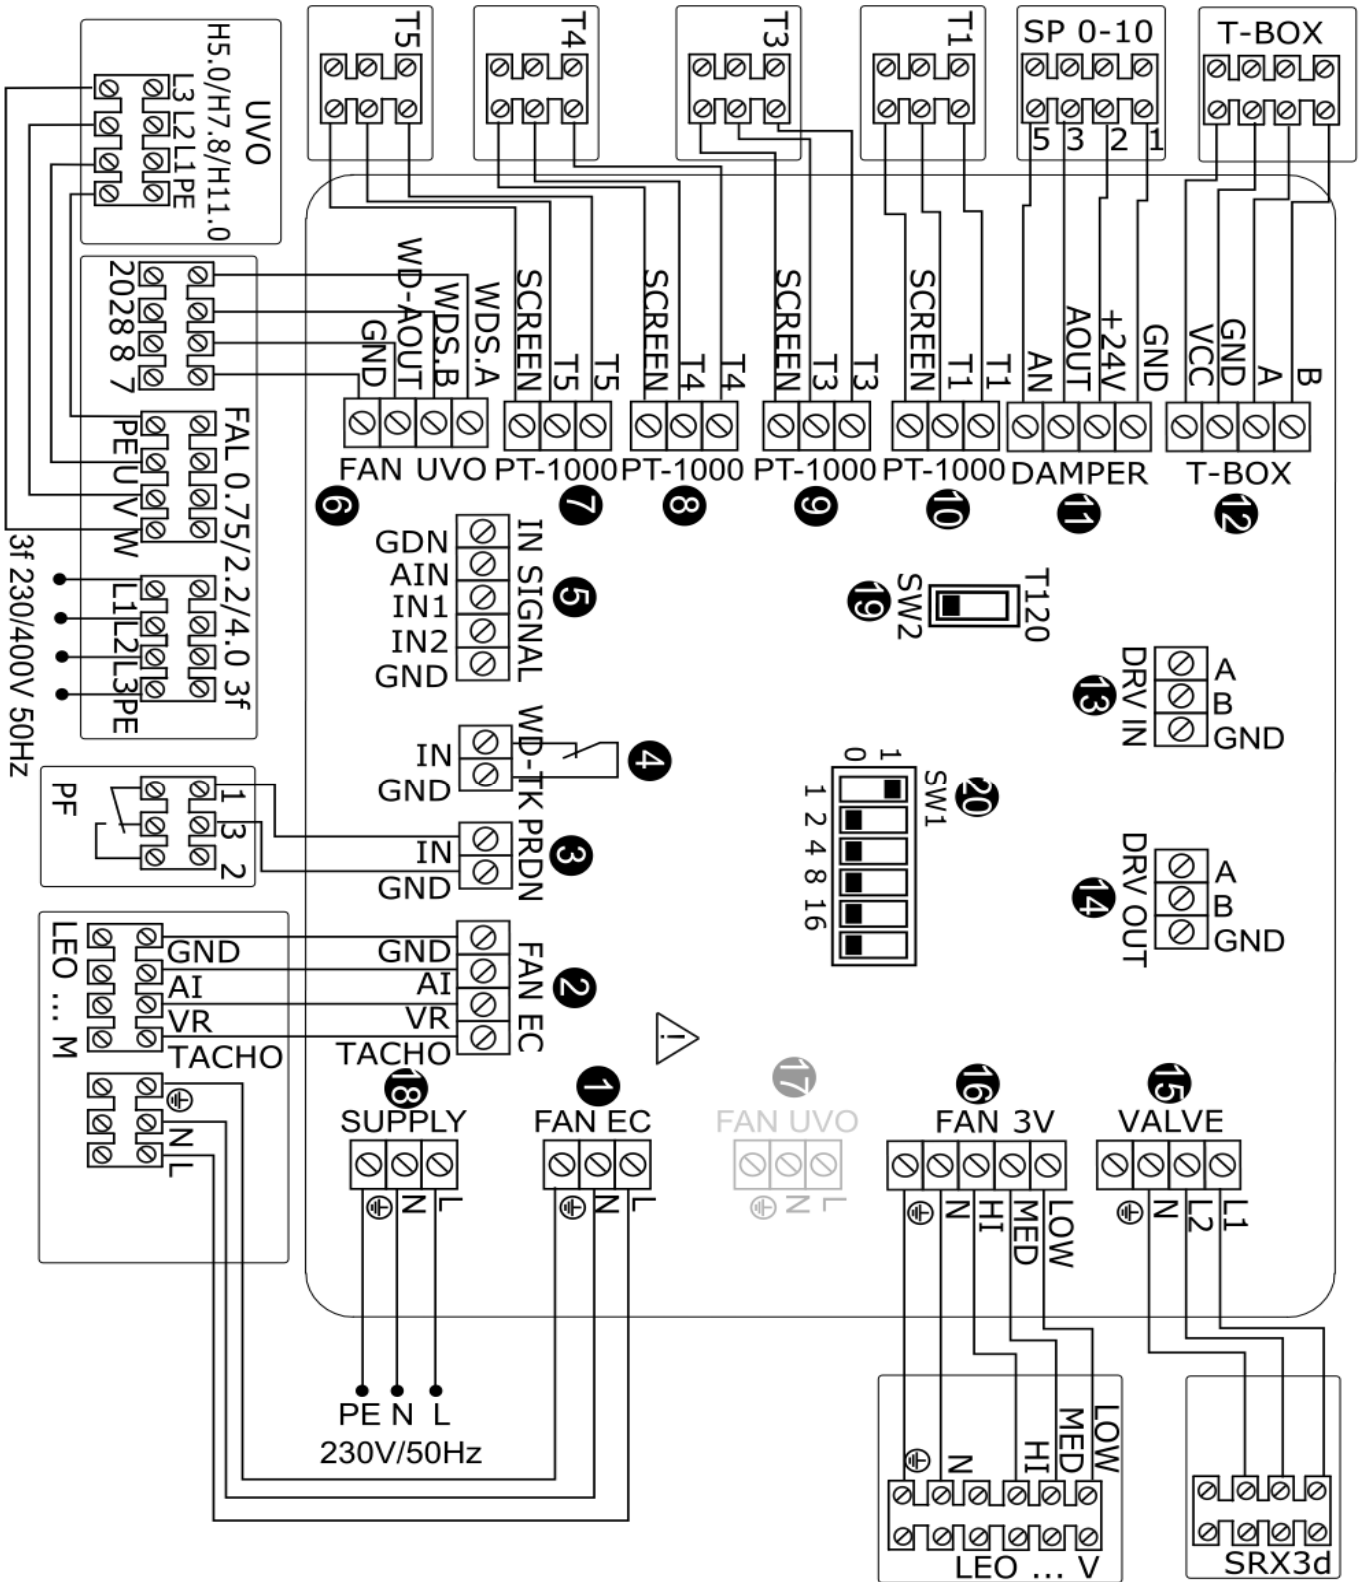 T5
T4
T3
T1
SP 0-10
5 3 2 1
T-BOX
UVO
H5.0/H7.8/H11.0
L3 L2 L1 PE
2028 8 7
FAL 0.75/2.2/4.0 3f
PE U V W
L1 L2 L3 PE
3f 230/400V 50Hz
GND
WD-AOUT
WDS.B
WDS.A
FAN UVO
6
SCREEN
T5
T5
PT-1000
7
SCREEN
T4
T4
PT-1000
8
SCREEN
T3
T3
PT-1000
9
SCREEN
T1
T1
PT-1000
10
AN
AOUT
+24V
GND
DAMPER
11
VCC
GND
A
B
T-BOX
12
GDN
AIN
IN1
IN2
GND
IN SIGNAL
5
19
SW2
T120
DRV IN
13
A
B
GND
IN
GND
WD-TK
4
0 1
1 2 4 8 16
SW1
20
PF
1 3 2
IN
GND
PRDN
3
DRV OUT
14
A
B
GND
LEO ... M
GND
AI
VR
TACHO
N
L
GND
AI
VR
TACHO
FAN EC
2
!
18
SUPPLY
N
L
1
FAN EC
N
L
17
FAN UVO
N
L
16
FAN 3V
N
HI
MED
LOW
15
VALVE
N
L2
L1
PE N L
230V/50Hz
N
HI
MED
LOW
LEO ... V
SRX3d